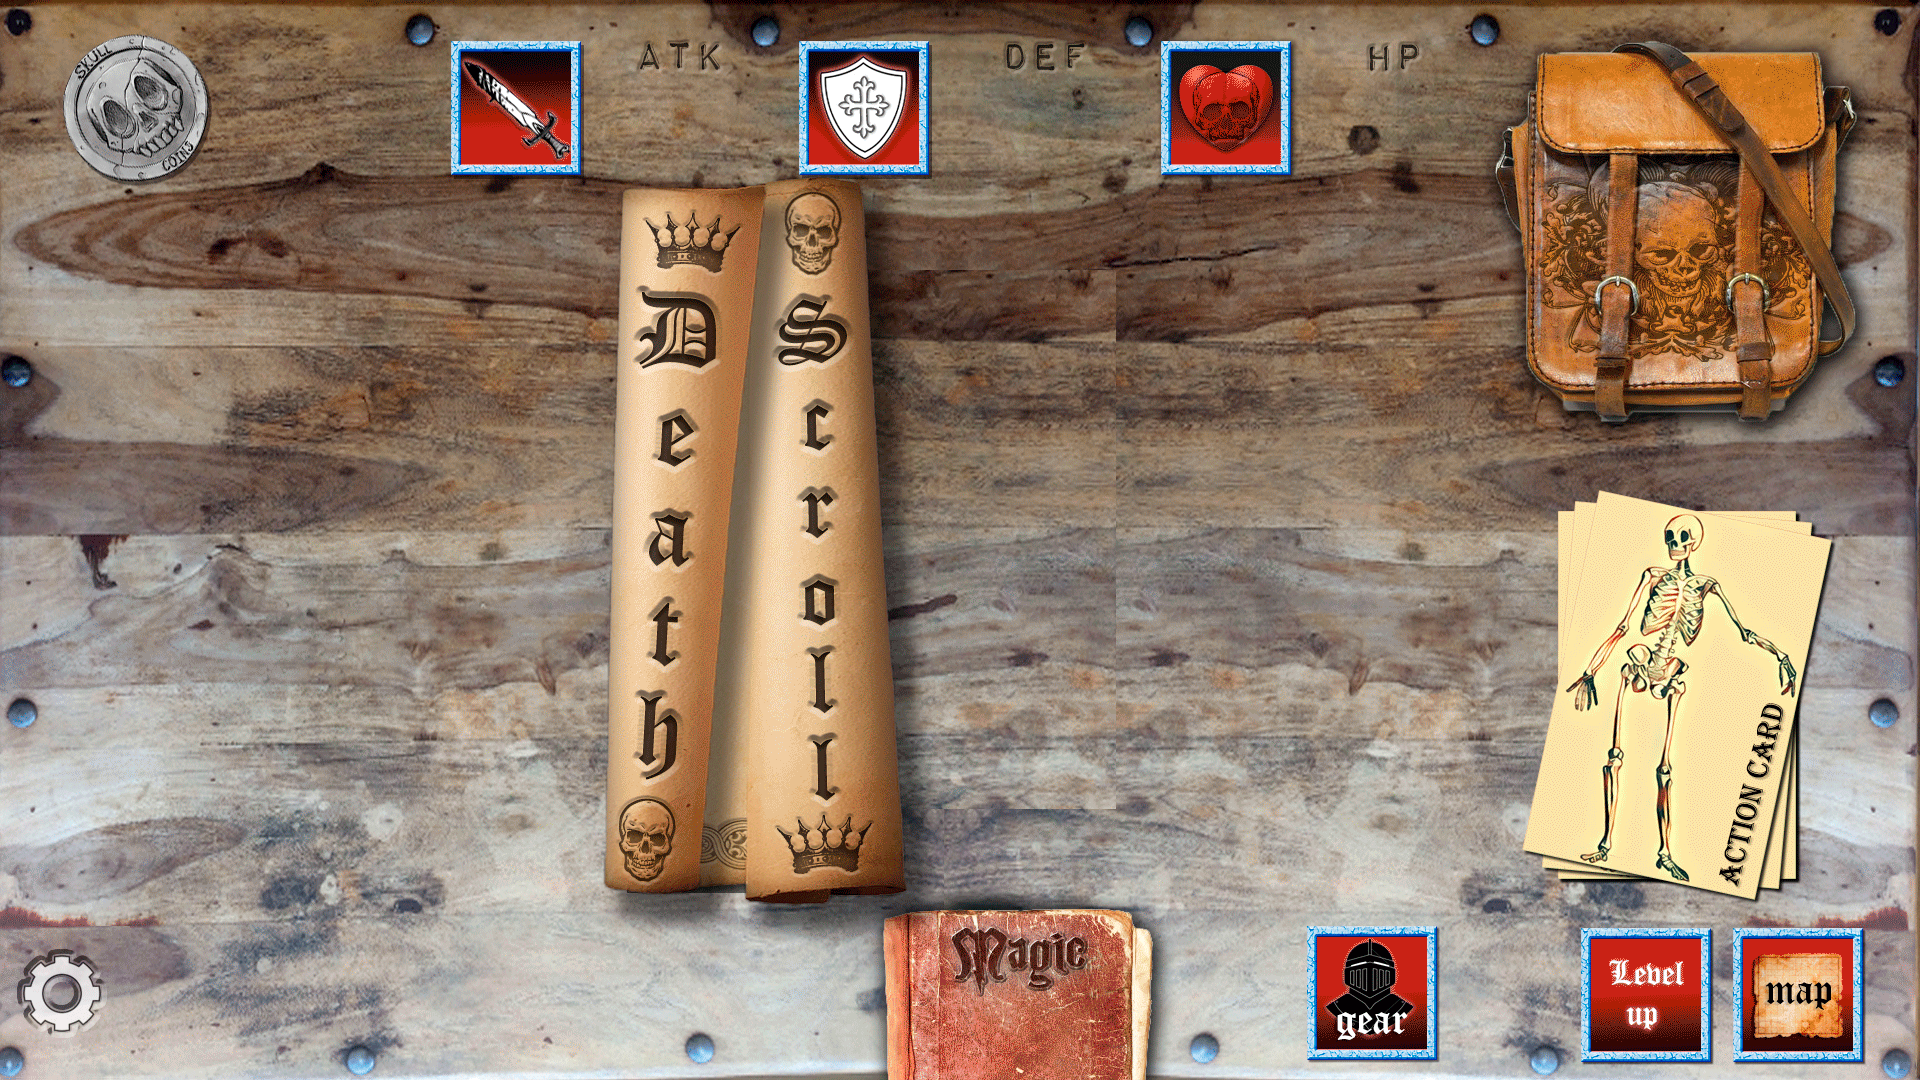 SKULL
COINS
ATK
DEF
HP
Death
Scroll
ACTION CARD
Magic
gear
Level
up
map